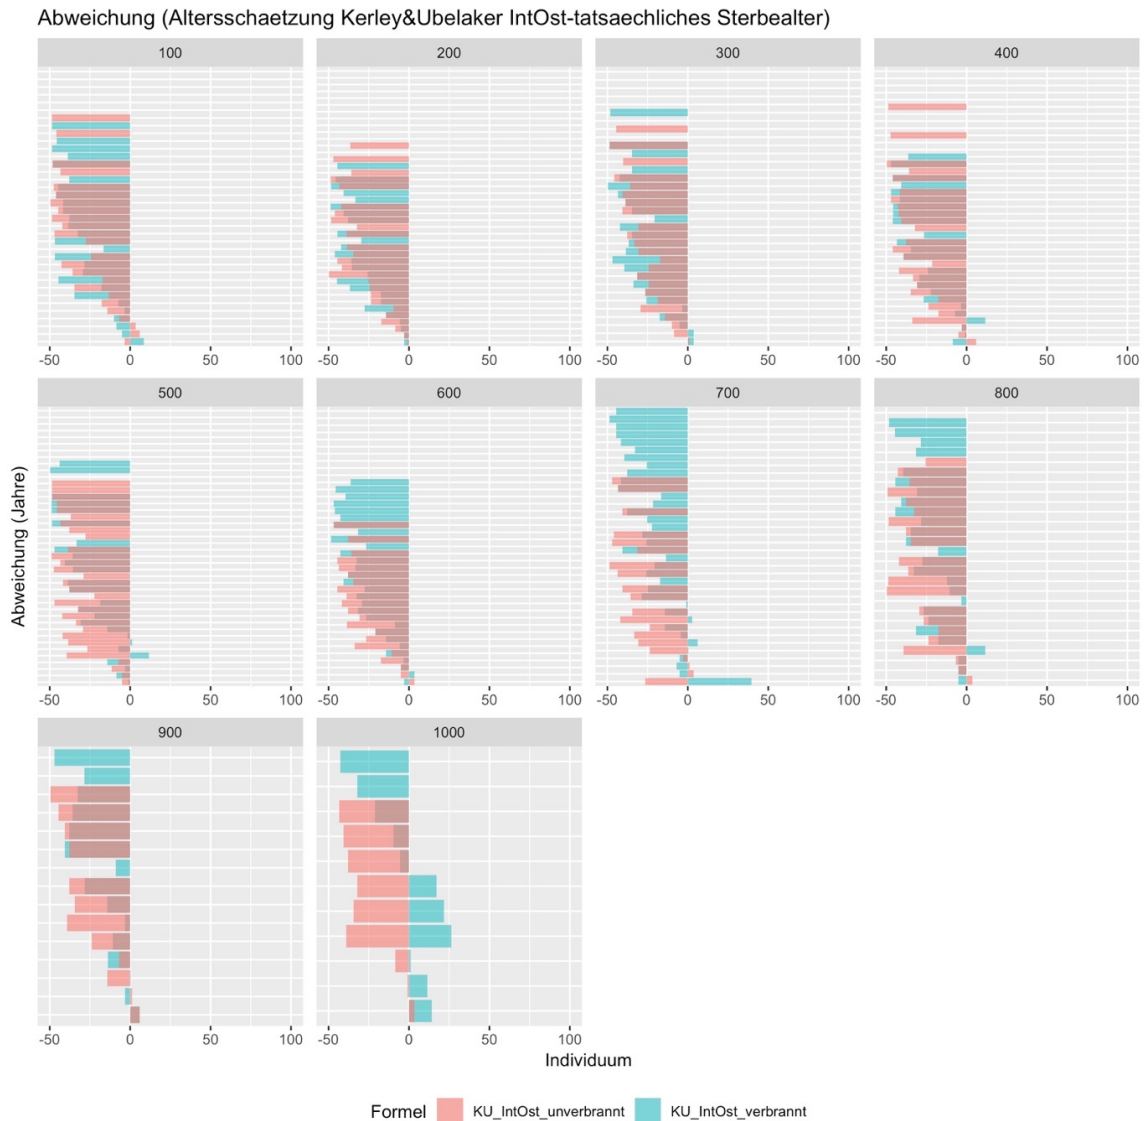 Abweichung (Altersschaetzung Kerley&Ubelaker IntOst-tatsaechliches Sterbealter)
100 200 300 400
-50 0 50 100 -50 0 50 100 -50 0 50 100 -50 0 50 100
500 600 700 800
Abweichung (Jahre)
-50 0 50 100 -50 0 50 100 -50 0 50 100 -50 0 50 100
900 1000
-50 0 50 100 -50 0 50 100
Individuum
Formel KU_IntOst_unverbrannt KU_IntOst_verbrannt